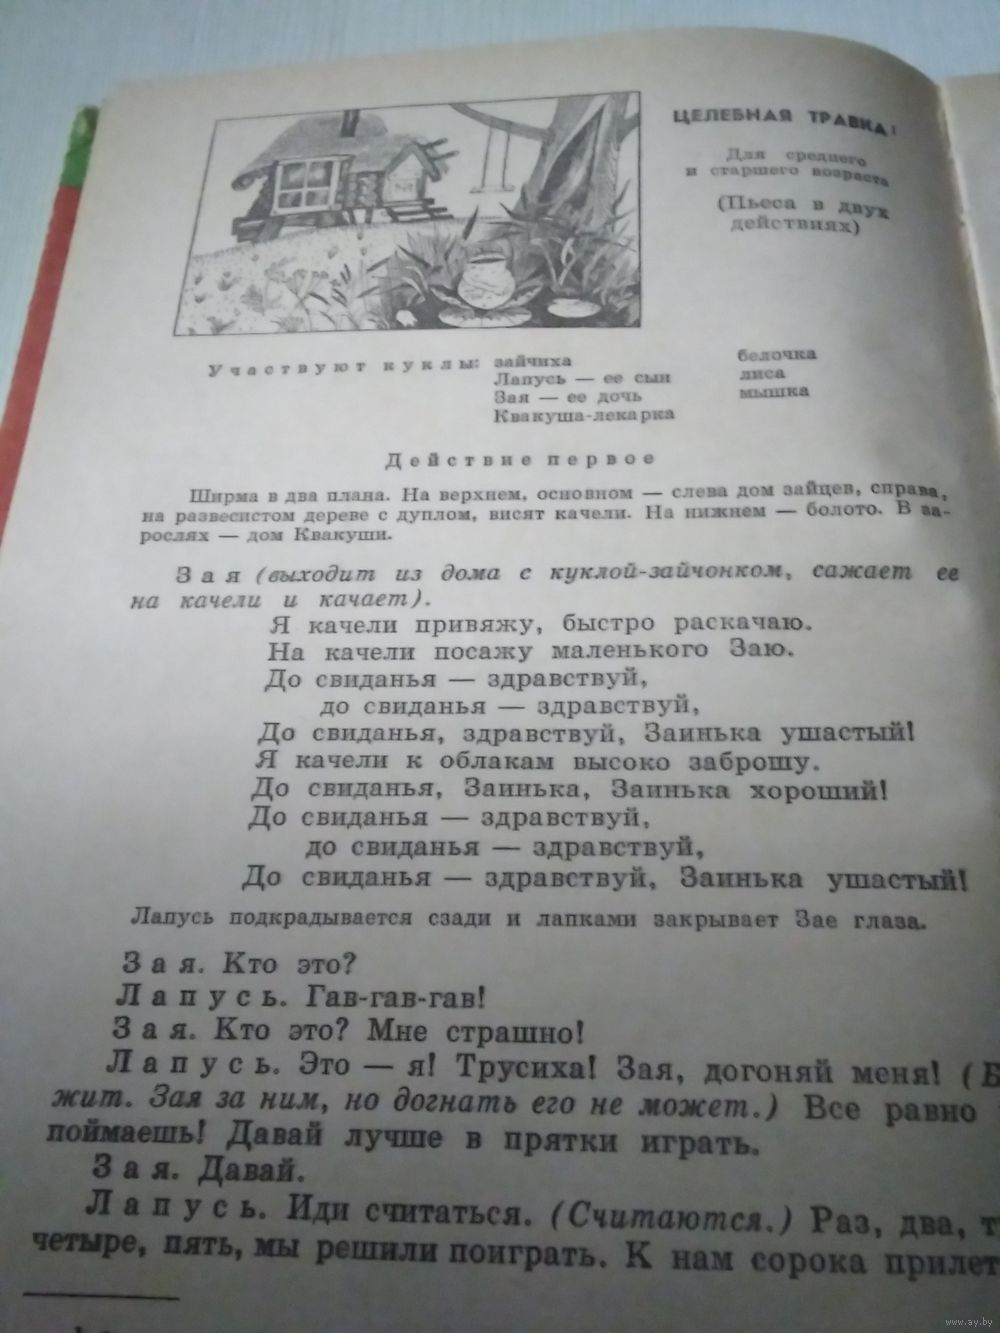 ЦЕЛЕБНАЯ ТРАВКА¹
Для среднего
и старшего возраста
(Пьеса в двух
действиях)
Участвуют куклы: зайчиха
Лапусь — ее сын
Зая — ее дочь
Квакуша-лекарка
белочка
лиса
мышка
Действие первое
Ширма в два плана. На верхнем, основном — слева дом зайцев, справа,
на развесистом дереве с дуплом, висят качели. На нижнем — болото. В за-
рослях — дом Квакуши.
Зая (выходит из дома с куклой-зайчонком, сажает ее
на качели и качает).
Я качели привяжу, быстро раскачаю.
На качели посажу маленького Заю.
До свиданья — здравствуй,
до свиданья — здравствуй,
До свиданья, здравствуй, Заинька ушастый!
Я качели к облакам высоко заброшу.
До свиданья, Заинька, Заинька хороший!
До свиданья — здравствуй,
до свиданья — здравствуй,
До свиданья — здравствуй, Заинька ушастый!
Лапусь подкрадывается сзади и лапками закрывает Зае глаза.
Зая. Кто это?
Лапусь. Гав-гав-гав!
Зая. Кто это? Мне страшно!
Лапусь. Это — я! Трусиха! Зая, догоняй меня! (Б
жит. Зая за ним, но догнать его не может.) Все равно
поймаешь! Давай лучше в прятки играть.
Зая. Давай.
Лапусь. Иди считаться. (Считаются.) Раз, два, т
четыре, пять, мы решили поиграть. К нам сорока прилет
www.ay.by